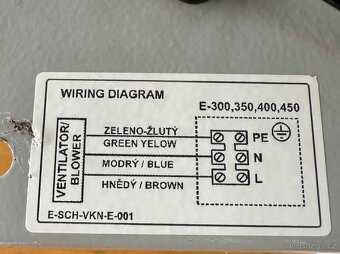 WIRING DIAGRAM
E-300,350,400,450
VENTILATOR/
BLOWER
ZELENO-ŽLUTÝ
GREEN YELOW
PE
MODRÝ / BLUE
N
HNĚDÝ / BROWN
L
E-SCH-VKN-E-001